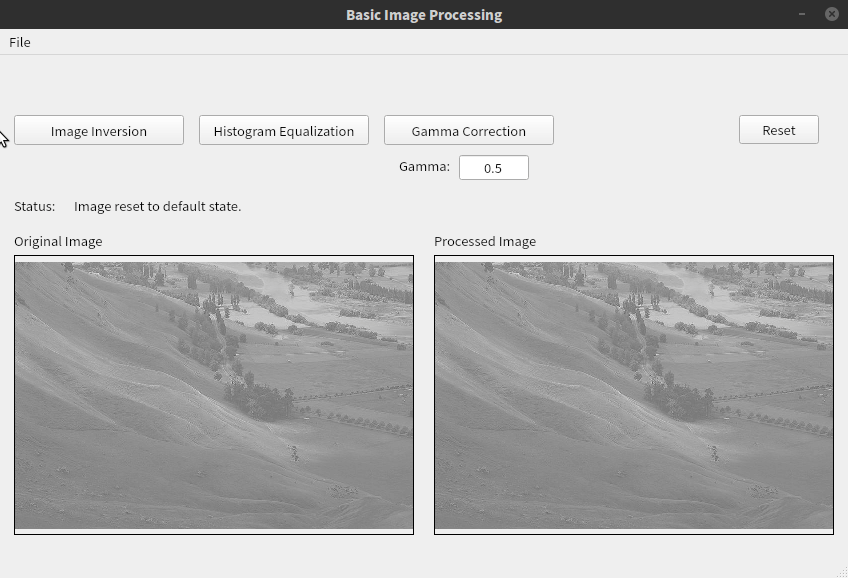 Basic Image Processing
File
Image Inversion
Histogram Equalization
Gamma Correction
Reset
Gamma:
0.5
Status:
Image reset to default state.
Original Image
Processed Image